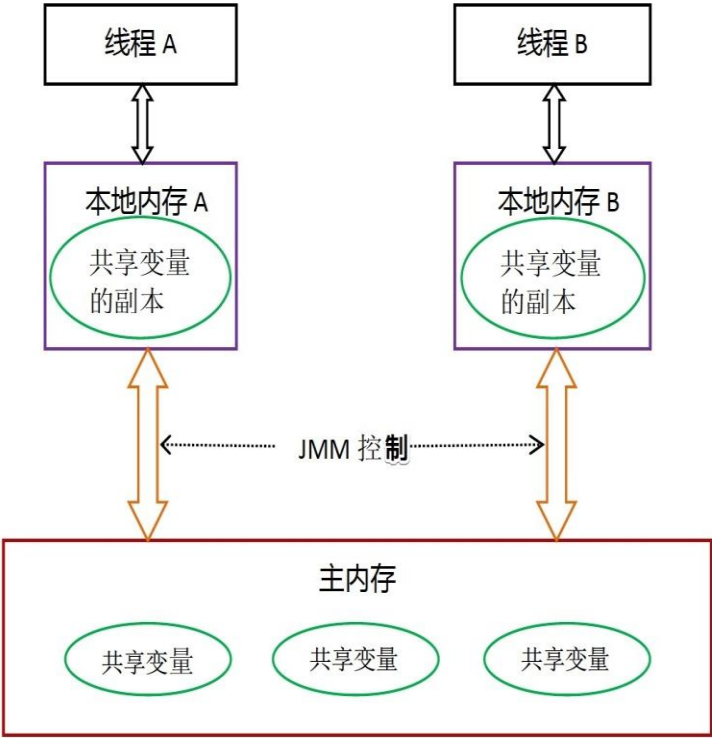 线程 A
线程 B
本地内存 A
共享变量
的副本
本地内存 B
共享变量
的副本
JMM 控制
主内存
共享变量
共享变量
共享变量